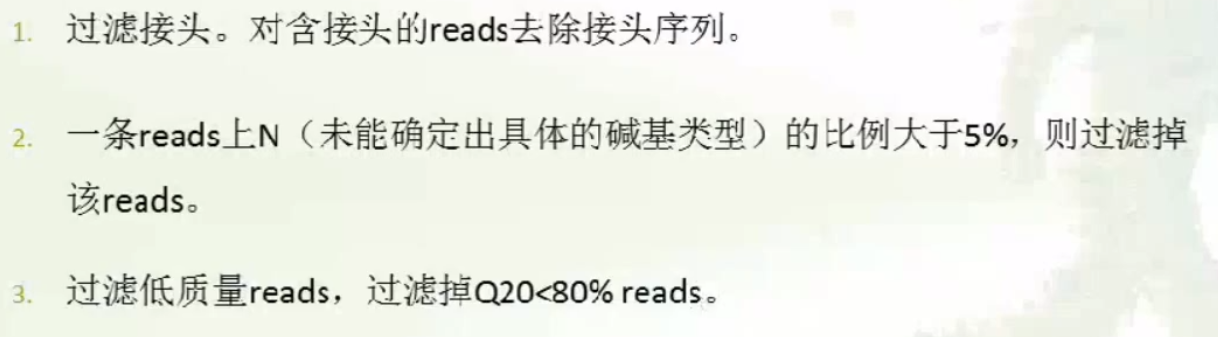 1. 过滤接头。对含接头的reads去除接头序列。
2. 一条reads上N（未能确定出具体的碱基类型）的比例大于5%，则过滤掉
该reads。
3. 过滤低质量reads，过滤掉Q20<80% reads。